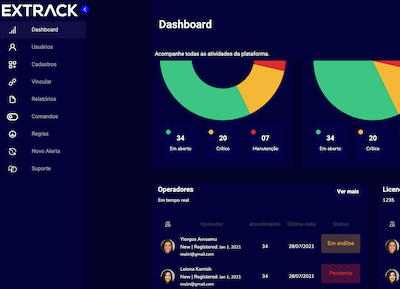 EXTRACK
Dashboard
Usuários
Cadastros
Vincular
Relatórios
Comandos
Regras
Novo Alerta
Suporte
Dashboard
Acompanhe todas as atividades da plataforma.
34
Em aberto
20
Crítico
07
Manutenção
34
Em aberto
20
Crítico
Operadores
Ver mais
Em tempo real
Operador Atendimento Última data Status
Yiorgos Avraamu
New | Registered: Jan 1, 2021
malin@gmail.com
34
28/07/2021
Em análise
Leiona Kamish
New | Registered: Jan 1, 2021
malin@gmail.com
34
28/07/2021
Pendente
Licen
1235